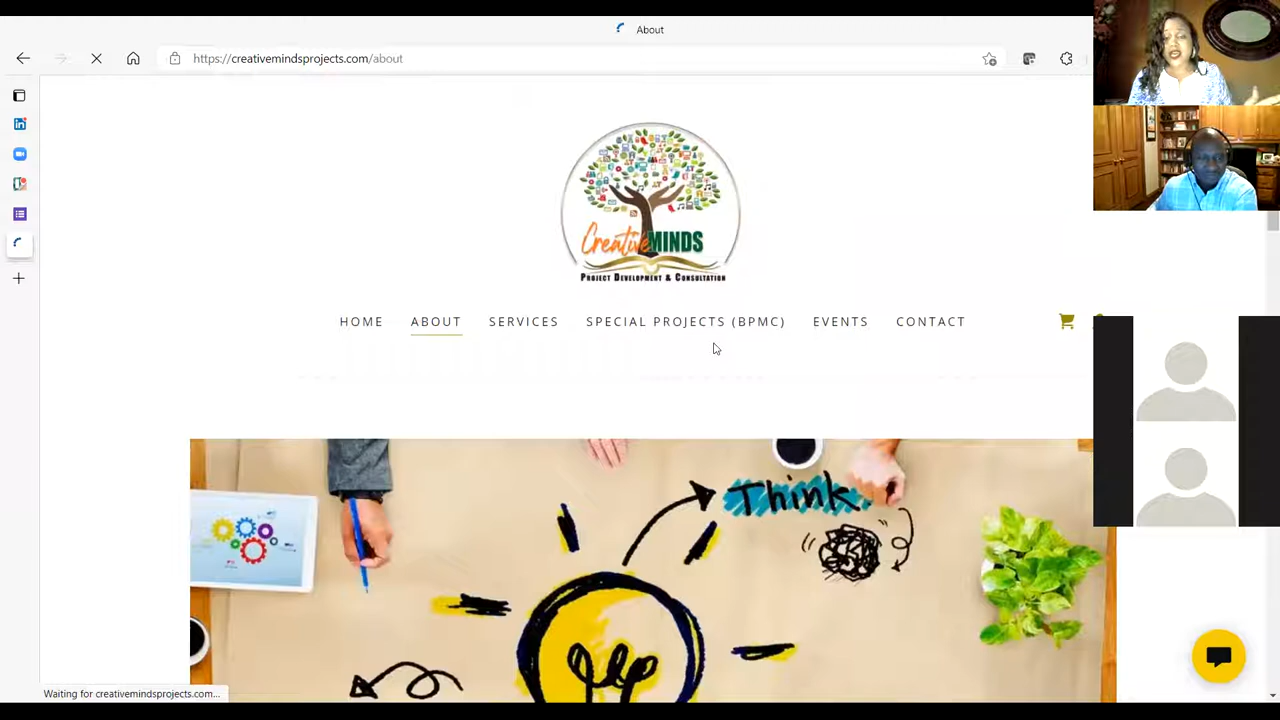 About
https://creativemindsprojects.com/about
CreativeMINDS
PROJECT DEVELOPMENT & CONSULTATION
HOME ABOUT SERVICES SPECIAL PROJECTS (BPMC) EVENTS CONTACT
Think
Waiting for creativemindsprojects.com...